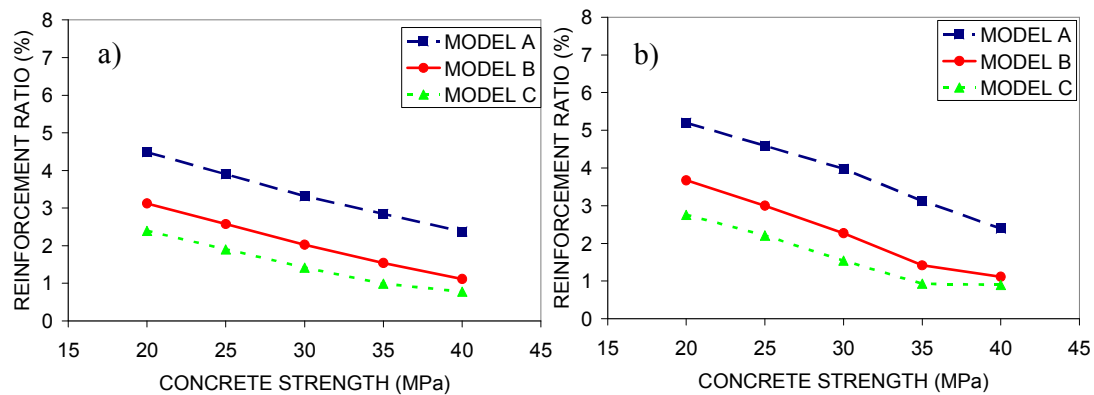 a)
MODEL A
MODEL B
MODEL C
REINFORCEMENT RATIO (%)
8
7
6
5
4
3
2
1
0
15 20 25 30 35 40 45
CONCRETE STRENGTH (MPa)
b)
MODEL A
MODEL B
MODEL C
REINFORCEMENT RATIO (%)
8
7
6
5
4
3
2
1
0
15 20 25 30 35 40 45
CONCRETE STRENGTH (MPa)